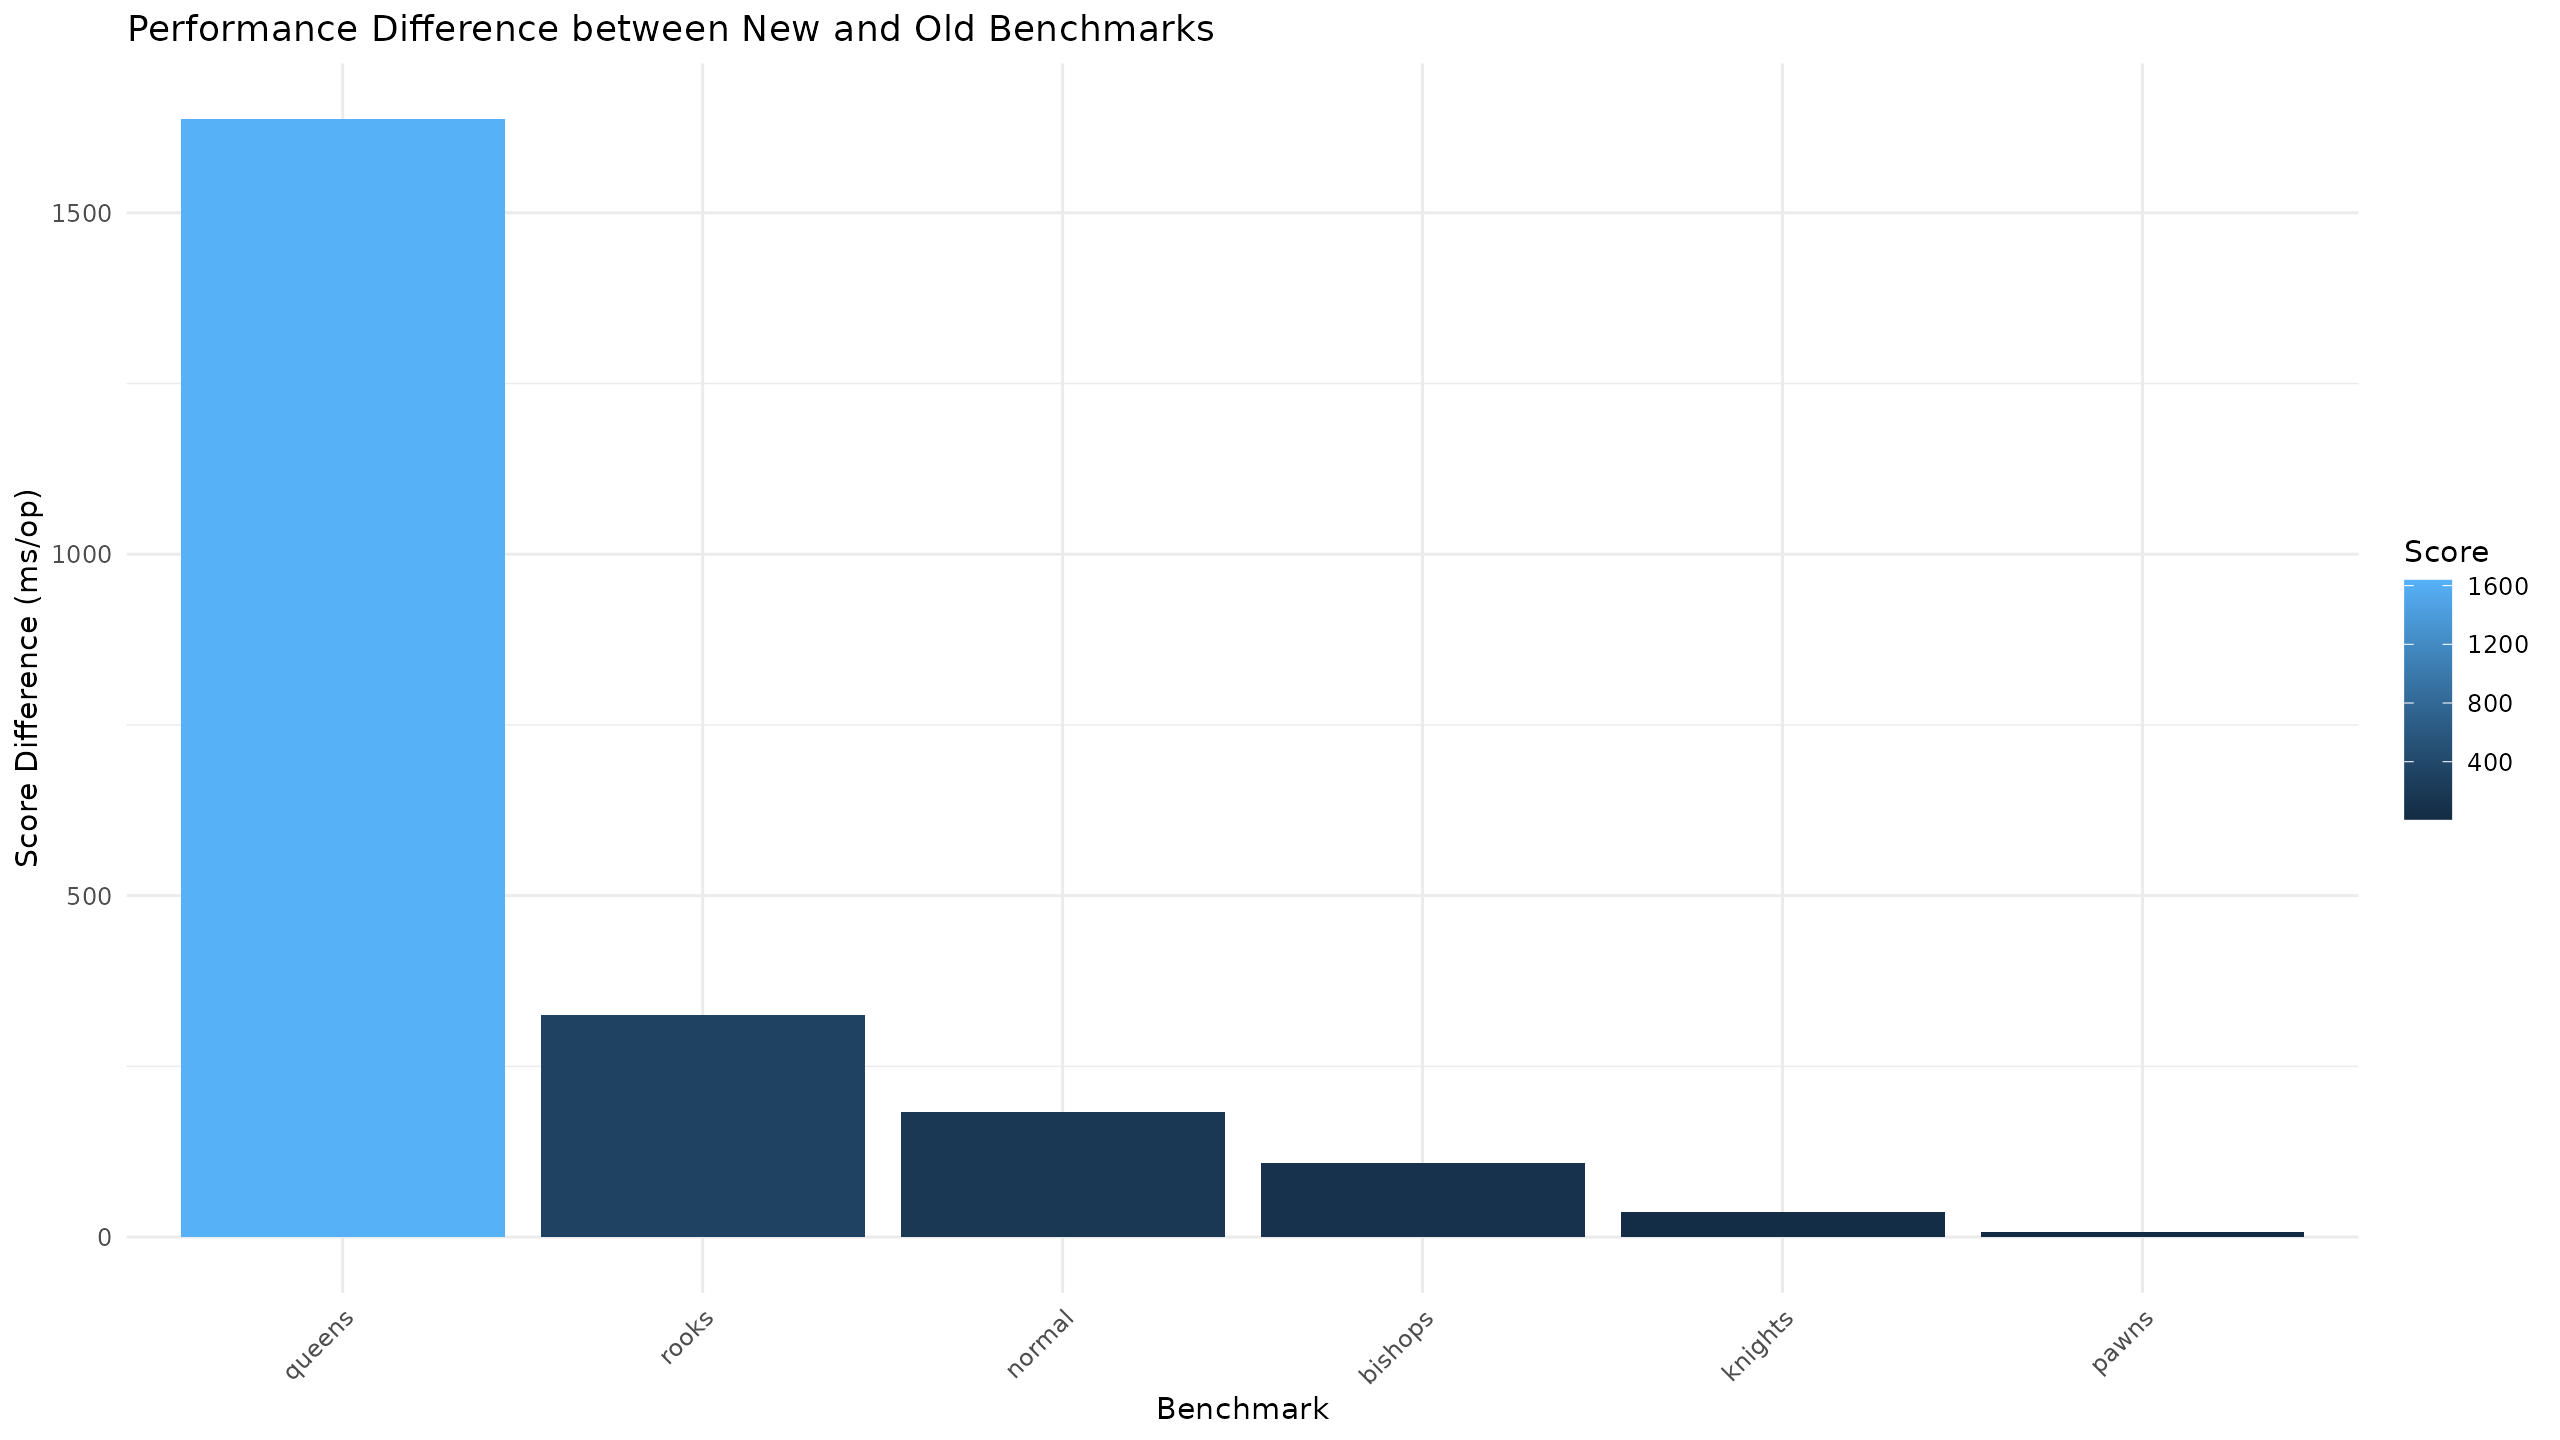 Performance Difference between New and Old Benchmarks
Score Difference (ms/op)
1500
1000
500
0
queens
rooks
normal
bishops
knights
pawns
Benchmark
Score
1600
1200
800
400